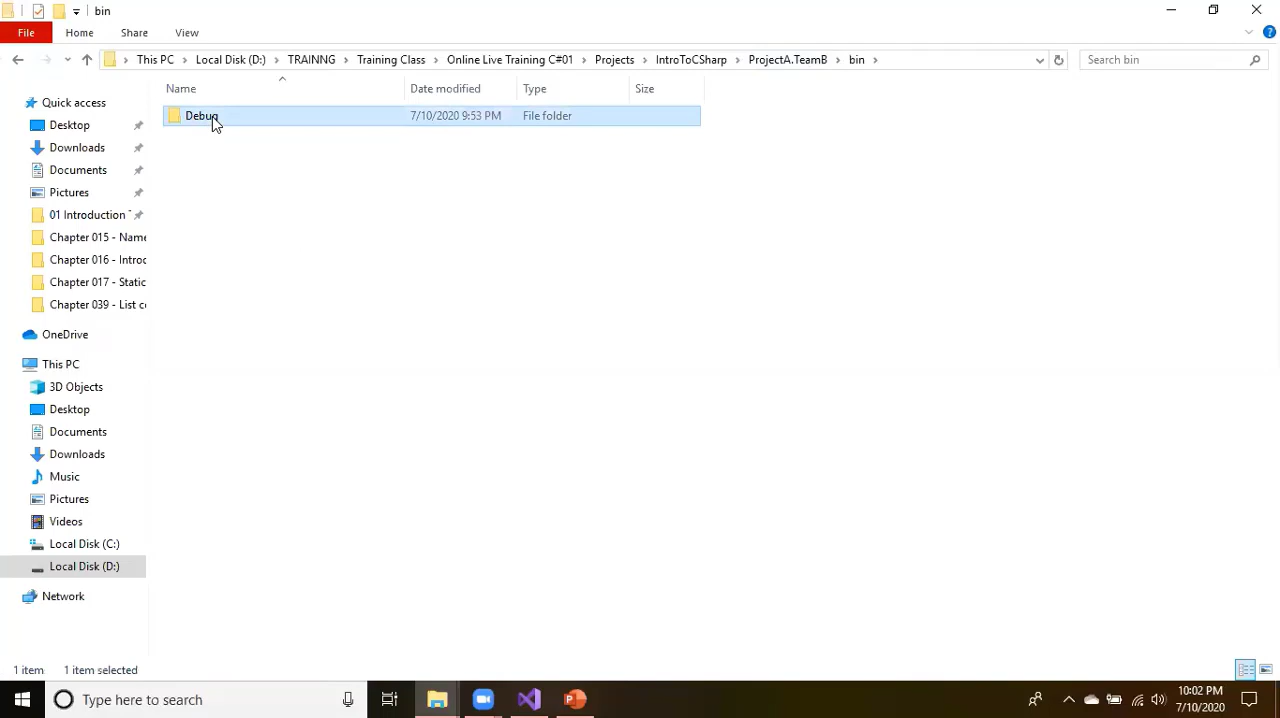 bin
File Home Share View
This PC Local Disk (D:) TRAINNG Training Class Online Live Training C#01 Projects IntroToCSharp ProjectA.TeamB bin Search bin
Name Date modified Type Size
Debug 7/10/2020 9:53 PM File folder
Quick access
Desktop
Downloads
Documents
Pictures
01 Introduction
Chapter 015 - Name
Chapter 016 - Introc
Chapter 017 - Static
Chapter 039 - List co
OneDrive
This PC
3D Objects
Desktop
Documents
Downloads
Music
Pictures
Videos
Local Disk (C:)
Local Disk (D:)
Network
1 item 1 item selected
Type here to search
10:02 PM
7/10/2020